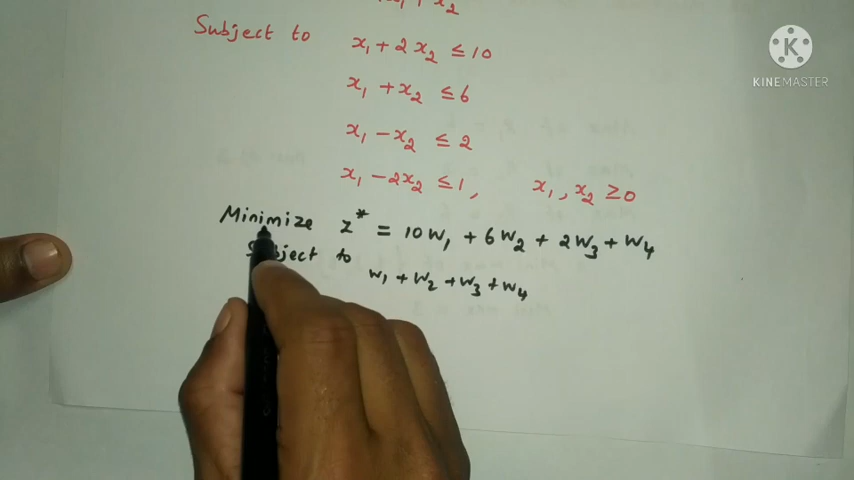 + x₂
Subject to x₁ + 2x₂ ≤ 10
x₁ + x₂ ≤ 6
x₁ - x₂ ≤ 2
x₁ - 2x₂ ≤ 1, x₁, x₂ ≥ 0
Minimize z* = 10w₁ + 6w₂ + 2w₃ + w₄
Subject to
w₁ + w₂ + w₃ + w₄
K
KINEMASTER